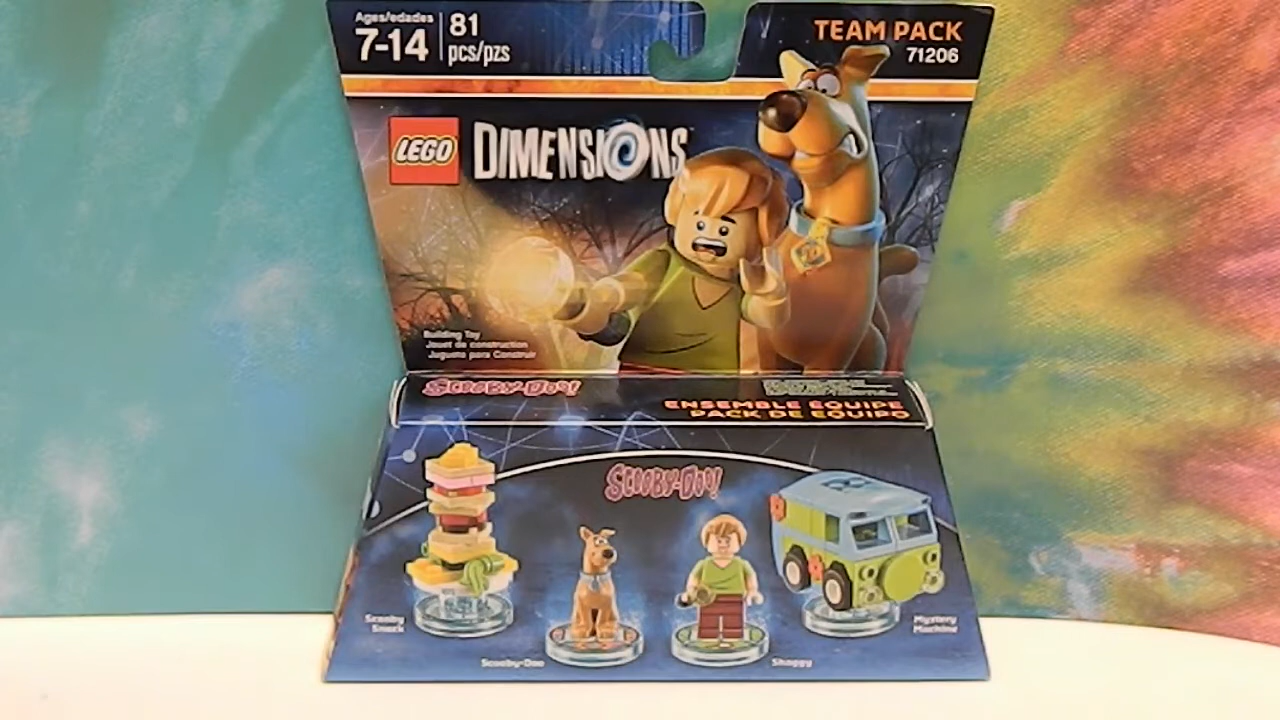 Ages/edades
7-14
81
pcs/pzs
TEAM PACK
71206
LEGO
DIMENSIONS
Building Toy
Jouet de construction
Juguete para Construir
SCOOBY-DOO!
ENSEMBLE ÉQUIPE
PACK DE EQUIPO
SCOOBY-DOO!
Scooby
Snack
Scooby-Doo
Shaggy
Mystery
Machine